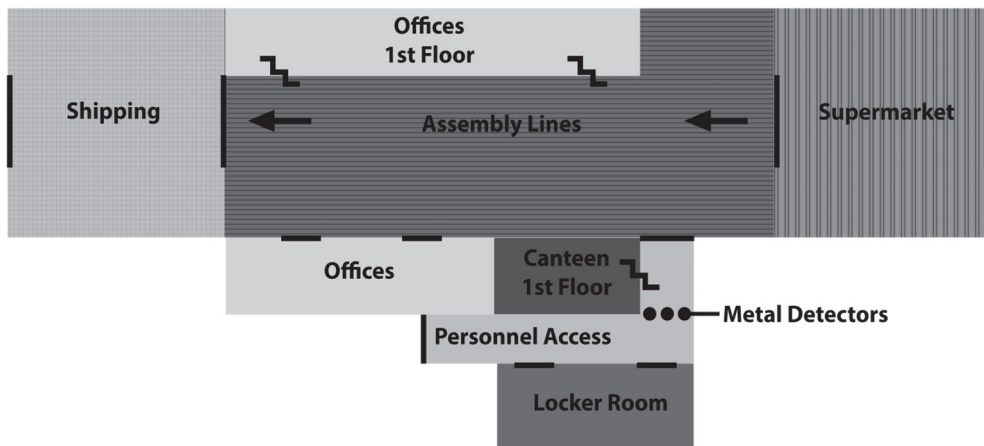 Offices
1st Floor
Shipping
Assembly Lines
Supermarket
Offices
Canteen
1st Floor
Metal Detectors
Personnel Access
Locker Room